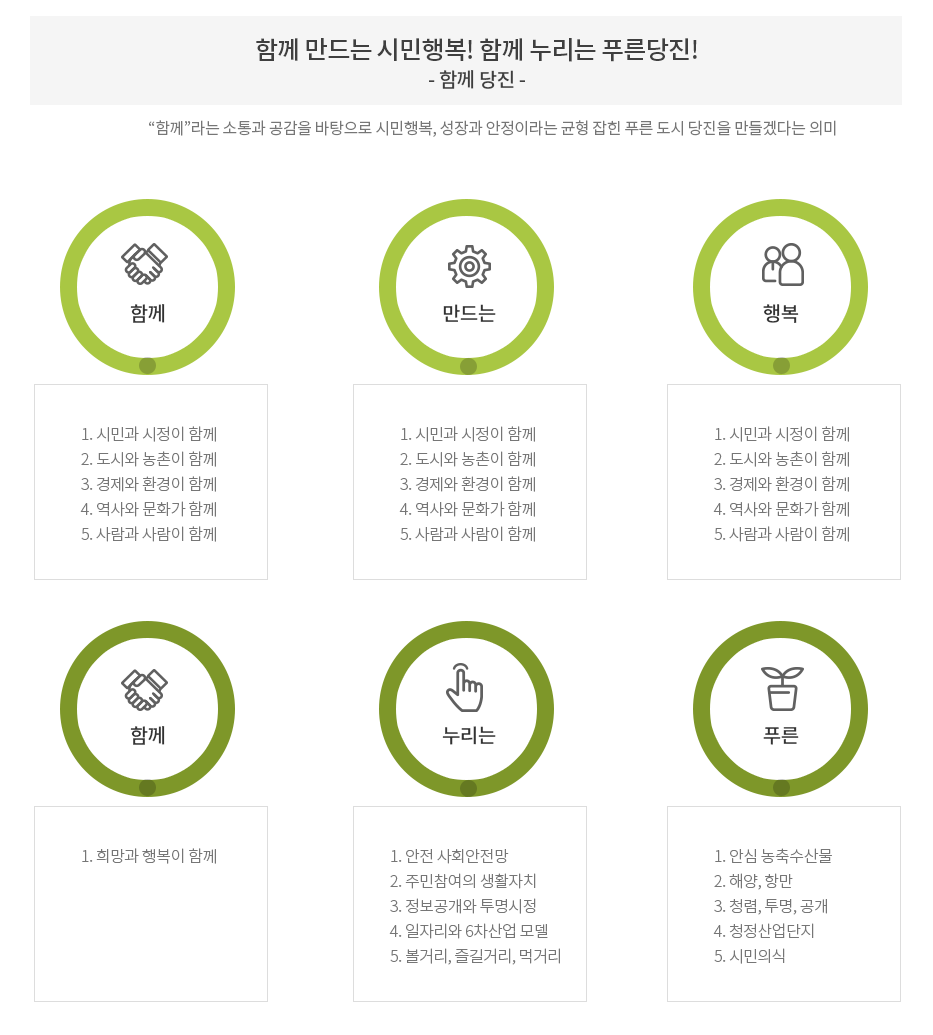 함께 만드는 시민행복! 함께 누리는 푸른당진!
- 함께 당진 -
“함께”라는 소통과 공감을 바탕으로 시민행복, 성장과 안정이라는 균형 잡힌 푸른 도시 당진을 만들겠다는 의미
함께
1. 시민과 시정이 함께
2. 도시와 농촌이 함께
3. 경제와 환경이 함께
4. 역사와 문화가 함께
5. 사람과 사람이 함께
만드는
1. 시민과 시정이 함께
2. 도시와 농촌이 함께
3. 경제와 환경이 함께
4. 역사와 문화가 함께
5. 사람과 사람이 함께
행복
1. 시민과 시정이 함께
2. 도시와 농촌이 함께
3. 경제와 환경이 함께
4. 역사와 문화가 함께
5. 사람과 사람이 함께
함께
1. 희망과 행복이 함께
누리는
1. 안전 사회안전망
2. 주민참여의 생활자치
3. 정보공개와 투명시정
4. 일자리와 6차산업 모델
5. 볼거리, 즐길거리, 먹거리
푸른
1. 안심 농축수산물
2. 해양, 항만
3. 청렴, 투명, 공개
4. 청정산업단지
5. 시민의식